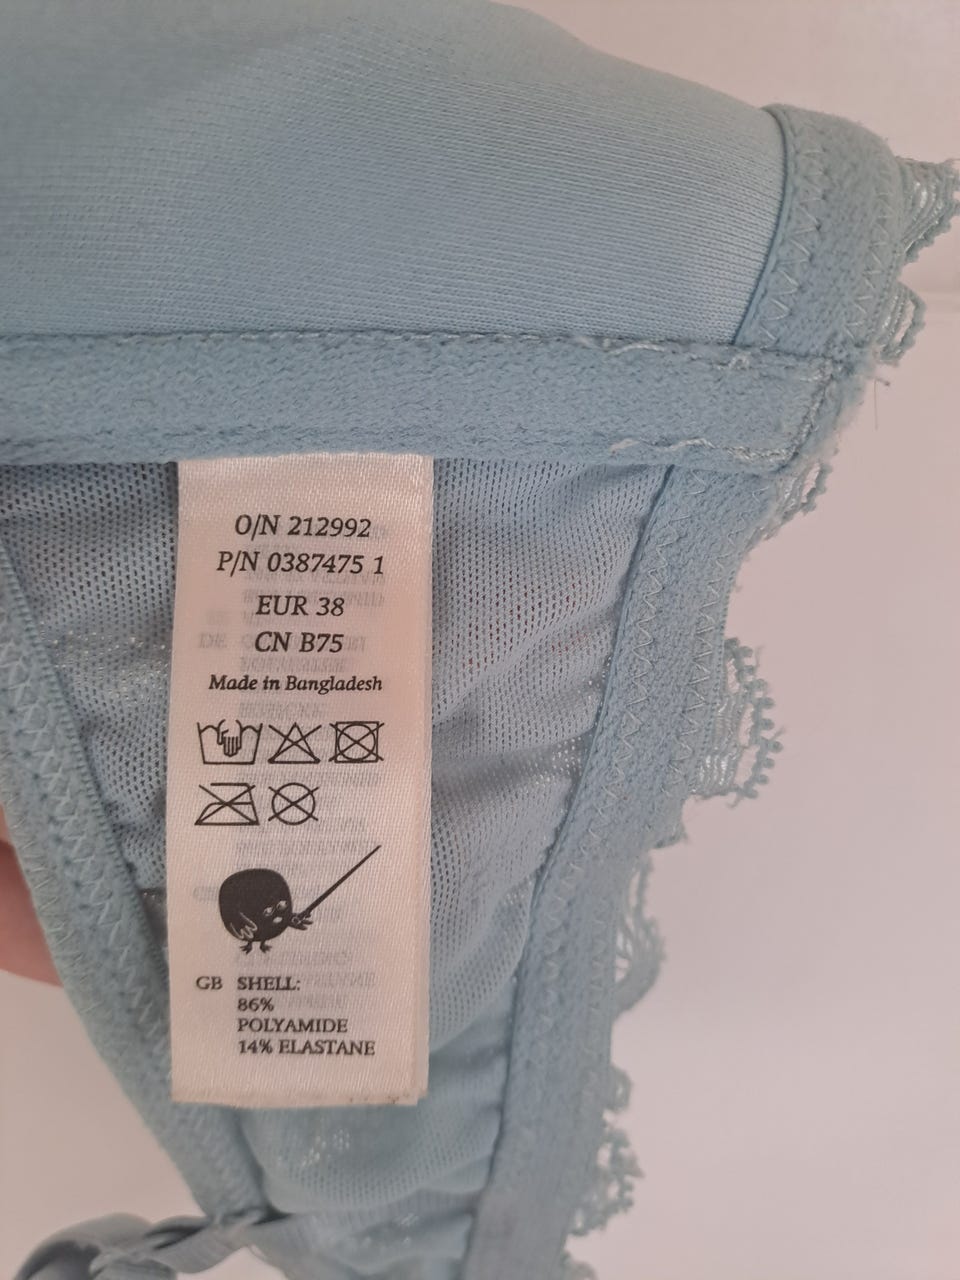 O/N 212992
P/N 0387475 1
EUR 38
CN B75
Made in Bangladesh
GB SHELL:
86%
POLYAMIDE
14% ELASTANE